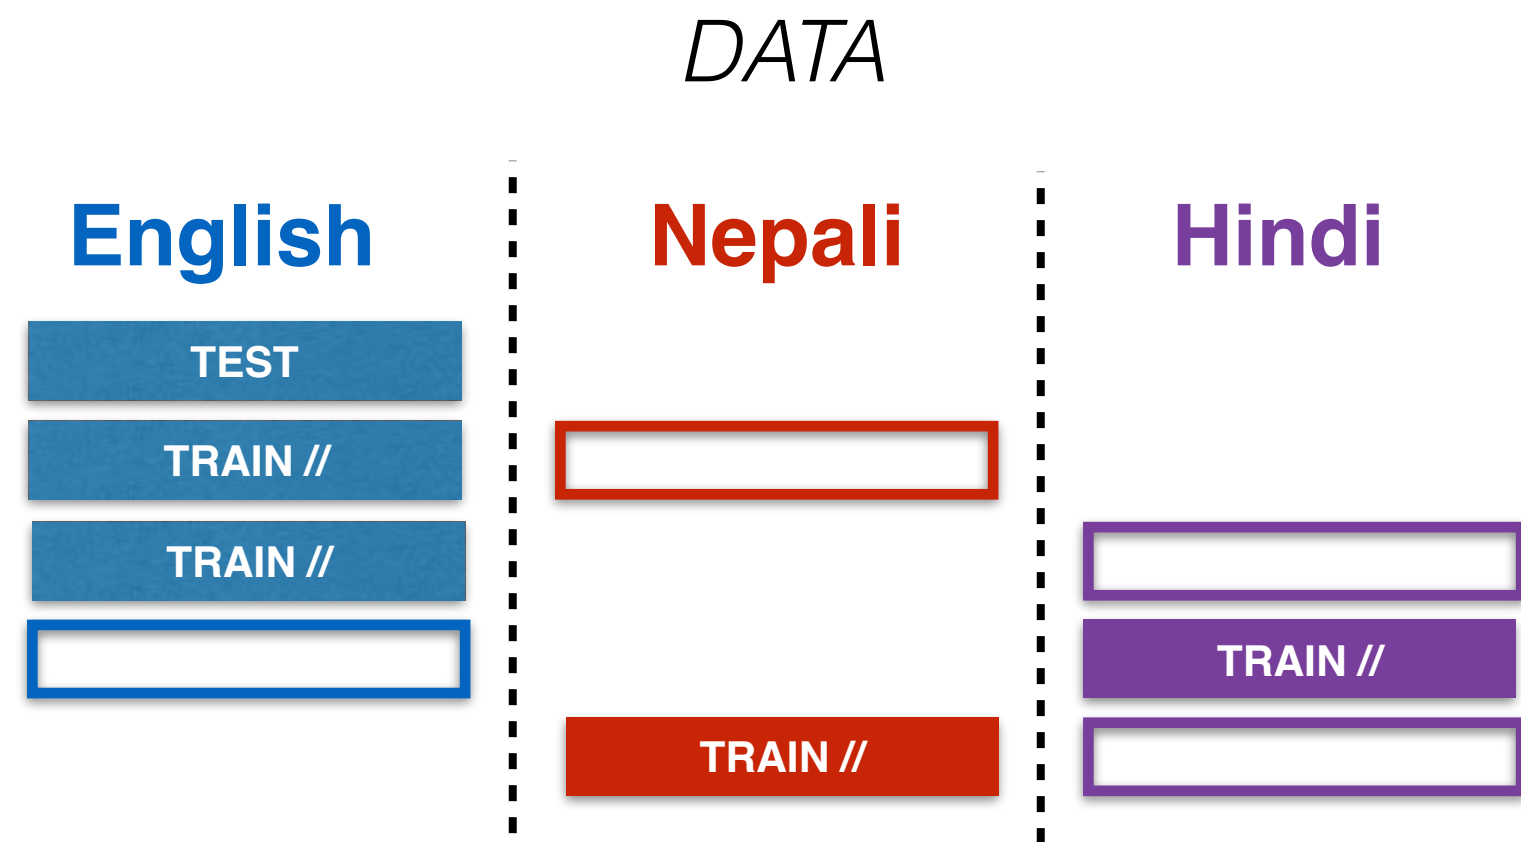 DATA
English
Nepali
Hindi
TEST
TRAIN //
TRAIN //
TRAIN //
TRAIN //